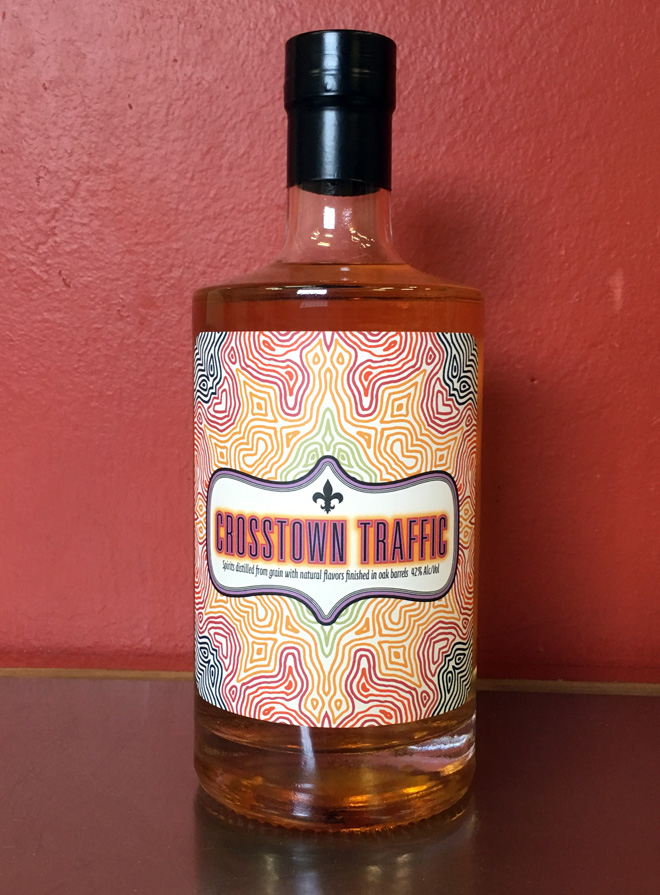 CROSSTOWN TRAFFIC
Spirits distilled from grain with natural flavors finished in oak barrels 42% Alc/Vol